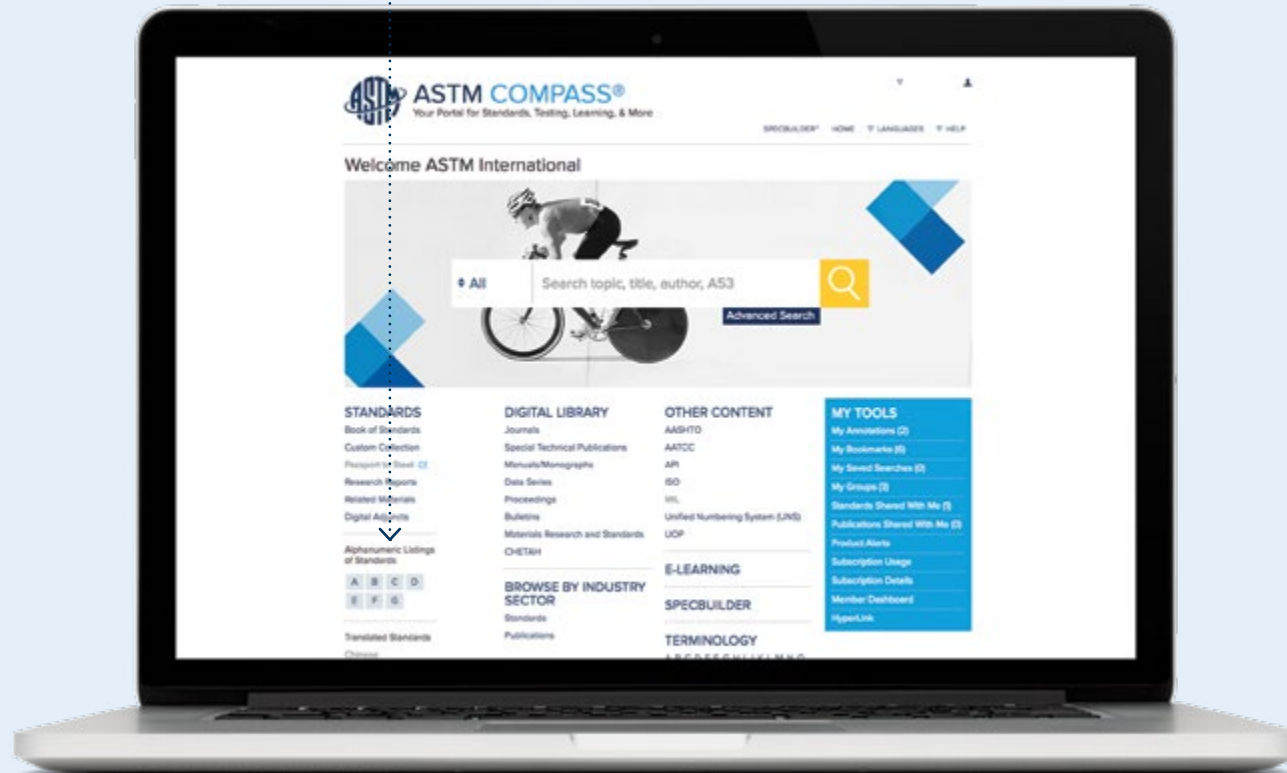 ASTM
ASTM COMPASS®
Your Portal for Standards, Testing, Learning, & More
SPECBUILDER® HOME LANGUAGES HELP
Welcome ASTM International
All
Search topic, title, author, A53
Advanced Search
STANDARDS
Book of Standards
Custom Collection
Passport to Steel
Research Reports
Related Materials
Digital Adjuncts
Alphanumeric Listings
of Standards
A B C D
E F G
Translated Standards
Chinese
DIGITAL LIBRARY
Journals
Special Technical Publications
Manuals/Monographs
Data Series
Proceedings
Bulletins
Materials Research and Standards
CHETAH
BROWSE BY INDUSTRY
SECTOR
Standards
Publications
OTHER CONTENT
AASHTO
AATCC
API
ISO
MIL
Unified Numbering System (UNS)
UOP
E-LEARNING
SPECBUILDER
TERMINOLOGY
MY TOOLS
My Annotations (2)
My Bookmarks (6)
My Saved Searches (0)
My Groups (3)
Standards Shared With Me (1)
Publications Shared With Me (0)
Product Alerts
Subscription Usage
Subscription Details
Member Dashboard
HyperLink